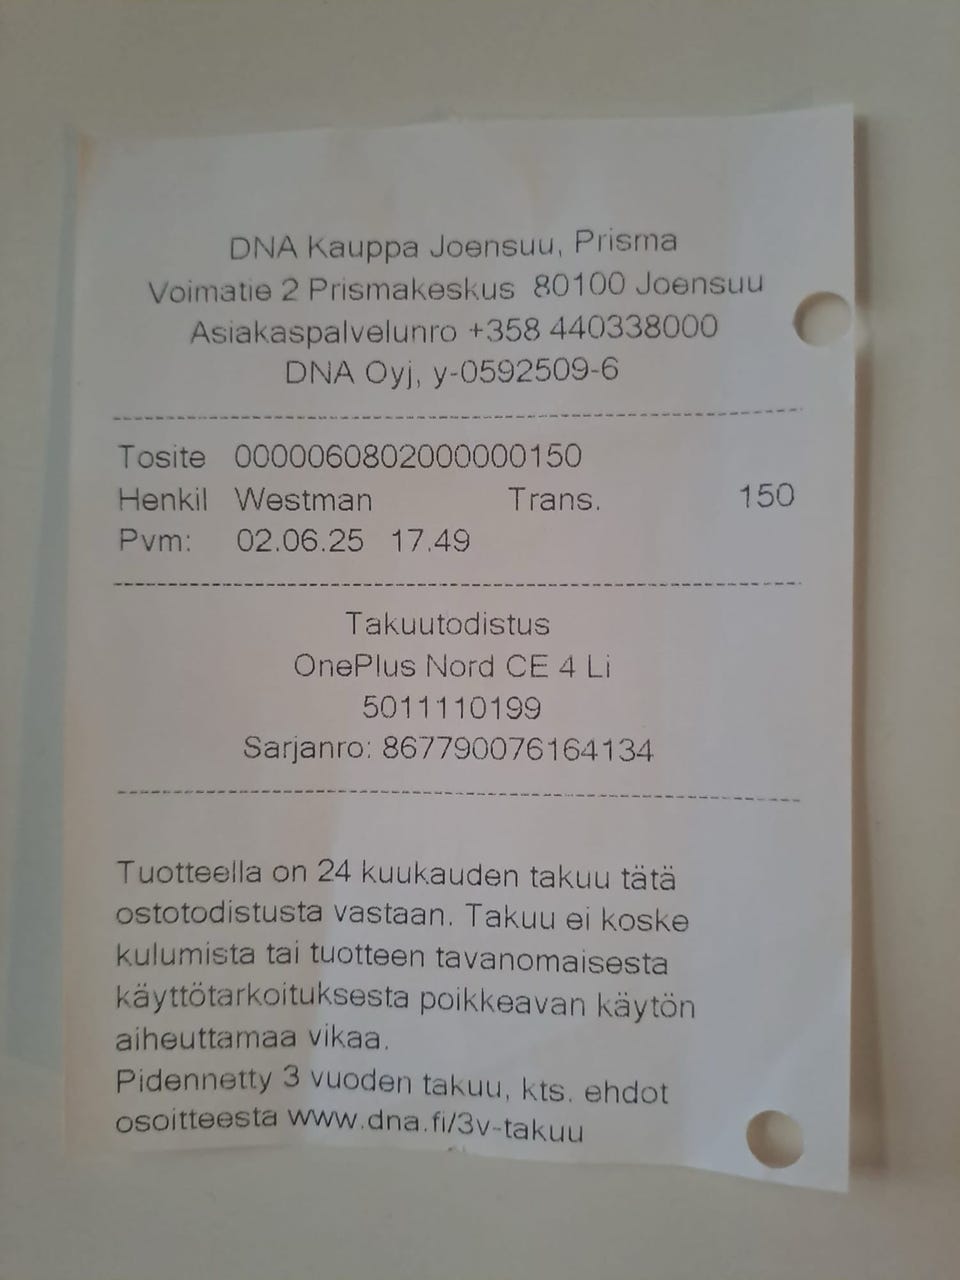 DNA Kauppa Joensuu, Prisma
Voimatie 2 Prismakeskus 80100 Joensuu
Asiakaspalvelunro +358 440338000
DNA Oyj, y-0592509-6
Tosite 0000060802000000150
Henkil Westman Trans. 150
Pvm: 02.06.25 17.49
Takuutodistus
OnePlus Nord CE 4 Li
5011110199
Sarjanro: 867790076164134
Tuotteella on 24 kuukauden takuu tätä
ostotodistusta vastaan. Takuu ei koske
kulumista tai tuotteen tavanomaisesta
käyttötarkoituksesta poikkeavan käytön
aiheuttamaa vikaa.
Pidennetty 3 vuoden takuu, kts. ehdot
osoitteesta www.dna.fi/3v-takuu